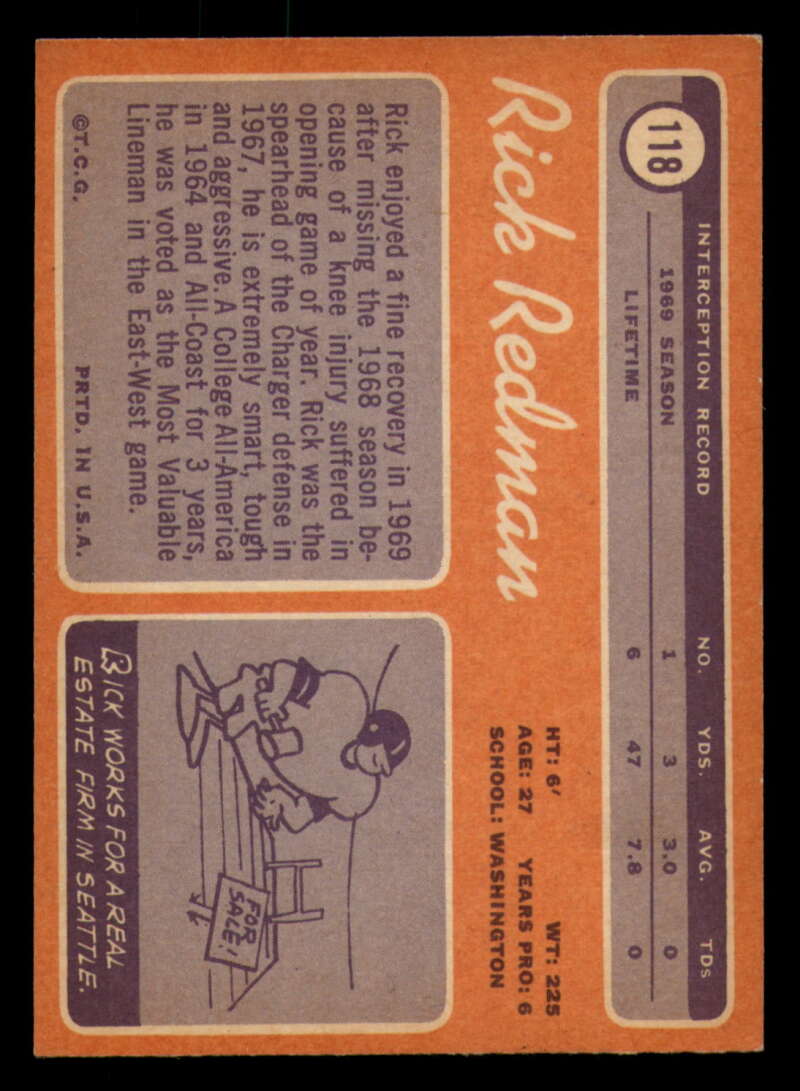 118
INTERCEPTION RECORD NO. YDS. AVG. TDs
1969 SEASON 1 3 3.0 0
LIFETIME 6 47 7.8 0
Rick Redman
HT: 6' WT: 225
AGE: 27 YEARS PRO: 6
SCHOOL: WASHINGTON
Rick enjoyed a fine recovery in 1969
after missing the 1968 season be-
cause of a knee injury suffered in
opening game of year. Rick was the
spearhead of the Charger defense in
1967, he is extremely smart, tough
and aggressive. A College All-America
in 1964 and All-Coast for 3 years,
he was voted as the Most Valuable
Lineman in the East-West game.
©T.C.G. PRTD. IN U.S.A.
FOR
SALE!
RICK WORKS FOR A REAL
ESTATE FIRM IN SEATTLE.